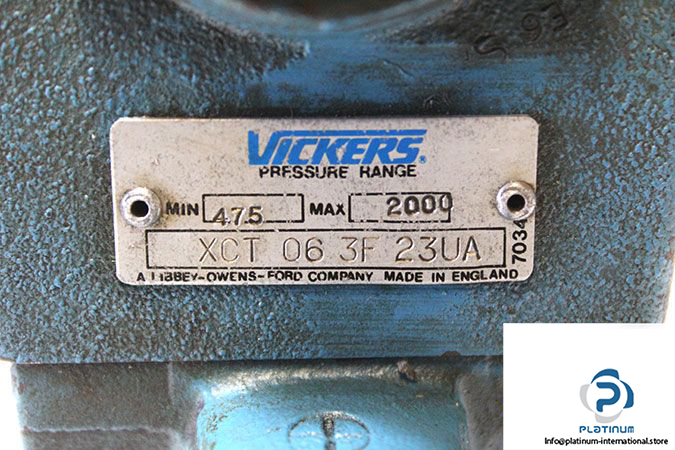 E6 S
VICKERS®
PRESSURE RANGE
MIN 475 MAX 2000
XCT 06 3F 23UA
7034
A LIBBEY-OWENS-FORD COMPANY MADE IN ENGLAND
PLATINUM
Info@platinum-international.store